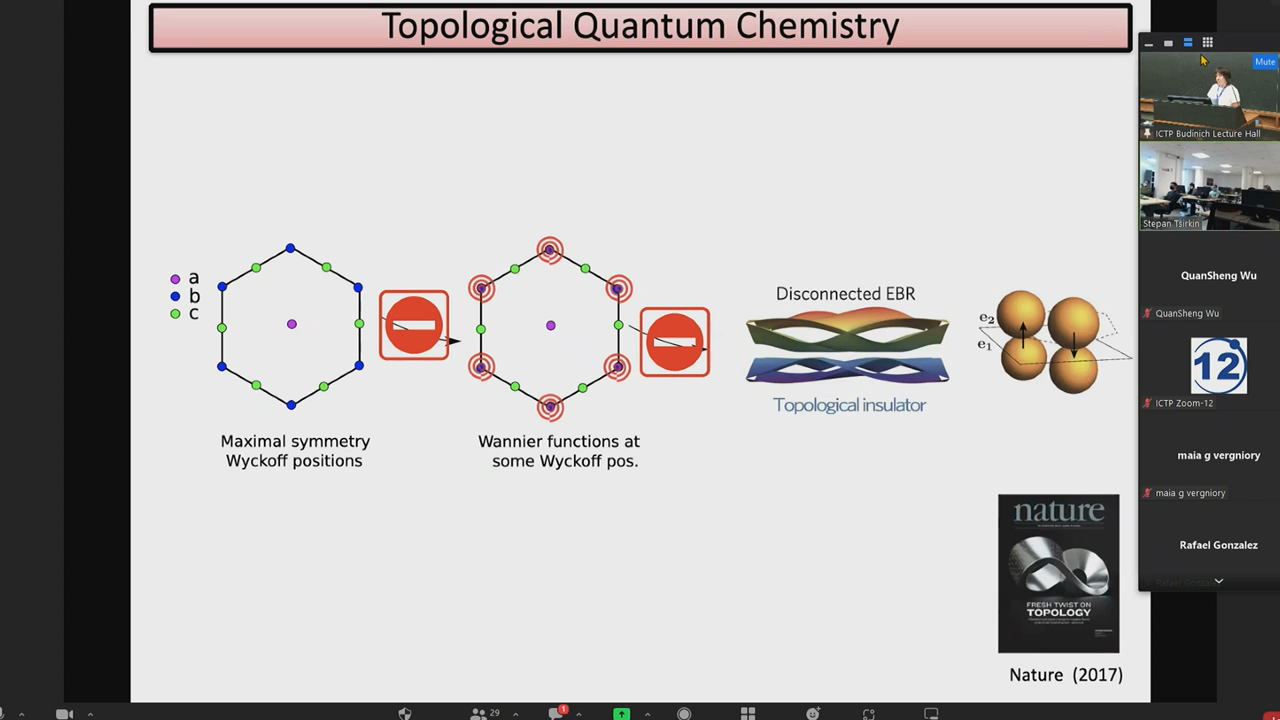 Topological Quantum Chemistry
a
b
c
Maximal symmetry
Wyckoff positions
Wannier functions at
some Wyckoff pos.
Disconnected EBR
Topological insulator
e₂
e₁
nature
FRESH TWIST ON
TOPOLOGY
Nature (2017)
Mute
ICTP Budinich Lecture Hall
Stepan Tsirkin
QuanSheng Wu
QuanSheng Wu
12
ICTP Zoom-12
maia g vergniory
maia g vergniory
Rafael Gonzalez
29
1